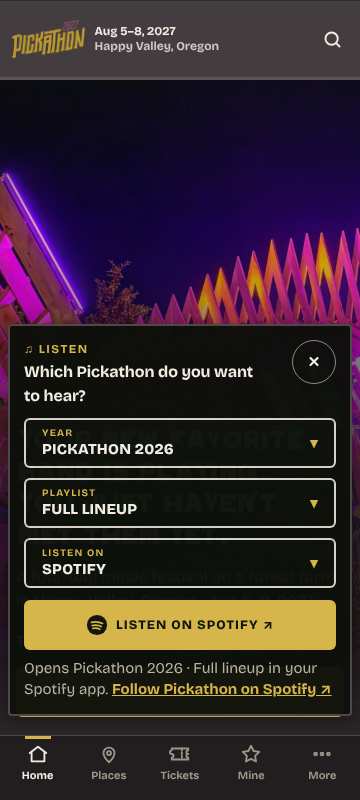 PICKATHON
Aug 5–8, 2027
Happy Valley, Oregon
♫ LISTEN
Which Pickathon do you want
to hear?
YEAR
PICKATHON 2026
PLAYLIST
FULL LINEUP
LISTEN ON
SPOTIFY
LISTEN ON SPOTIFY ↗
Opens Pickathon 2026 · Full lineup in your
Spotify app. Follow Pickathon on Spotify ↗
Home
Places
Tickets
Mine
More